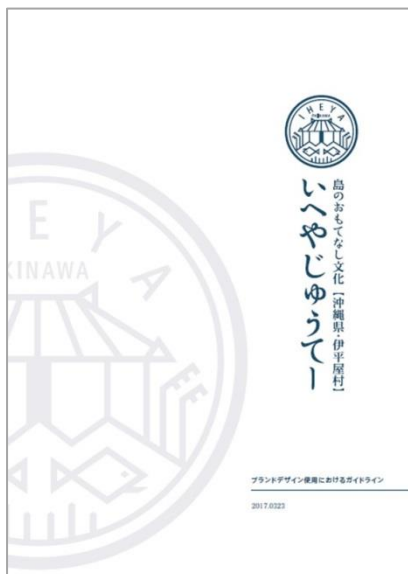 IHEYA
島のおもてなし文化【沖縄県・伊平屋村】
いへやじゅうてー
EYA
KINAWA
ブランドデザイン使用におけるガイドライン
2017.0323